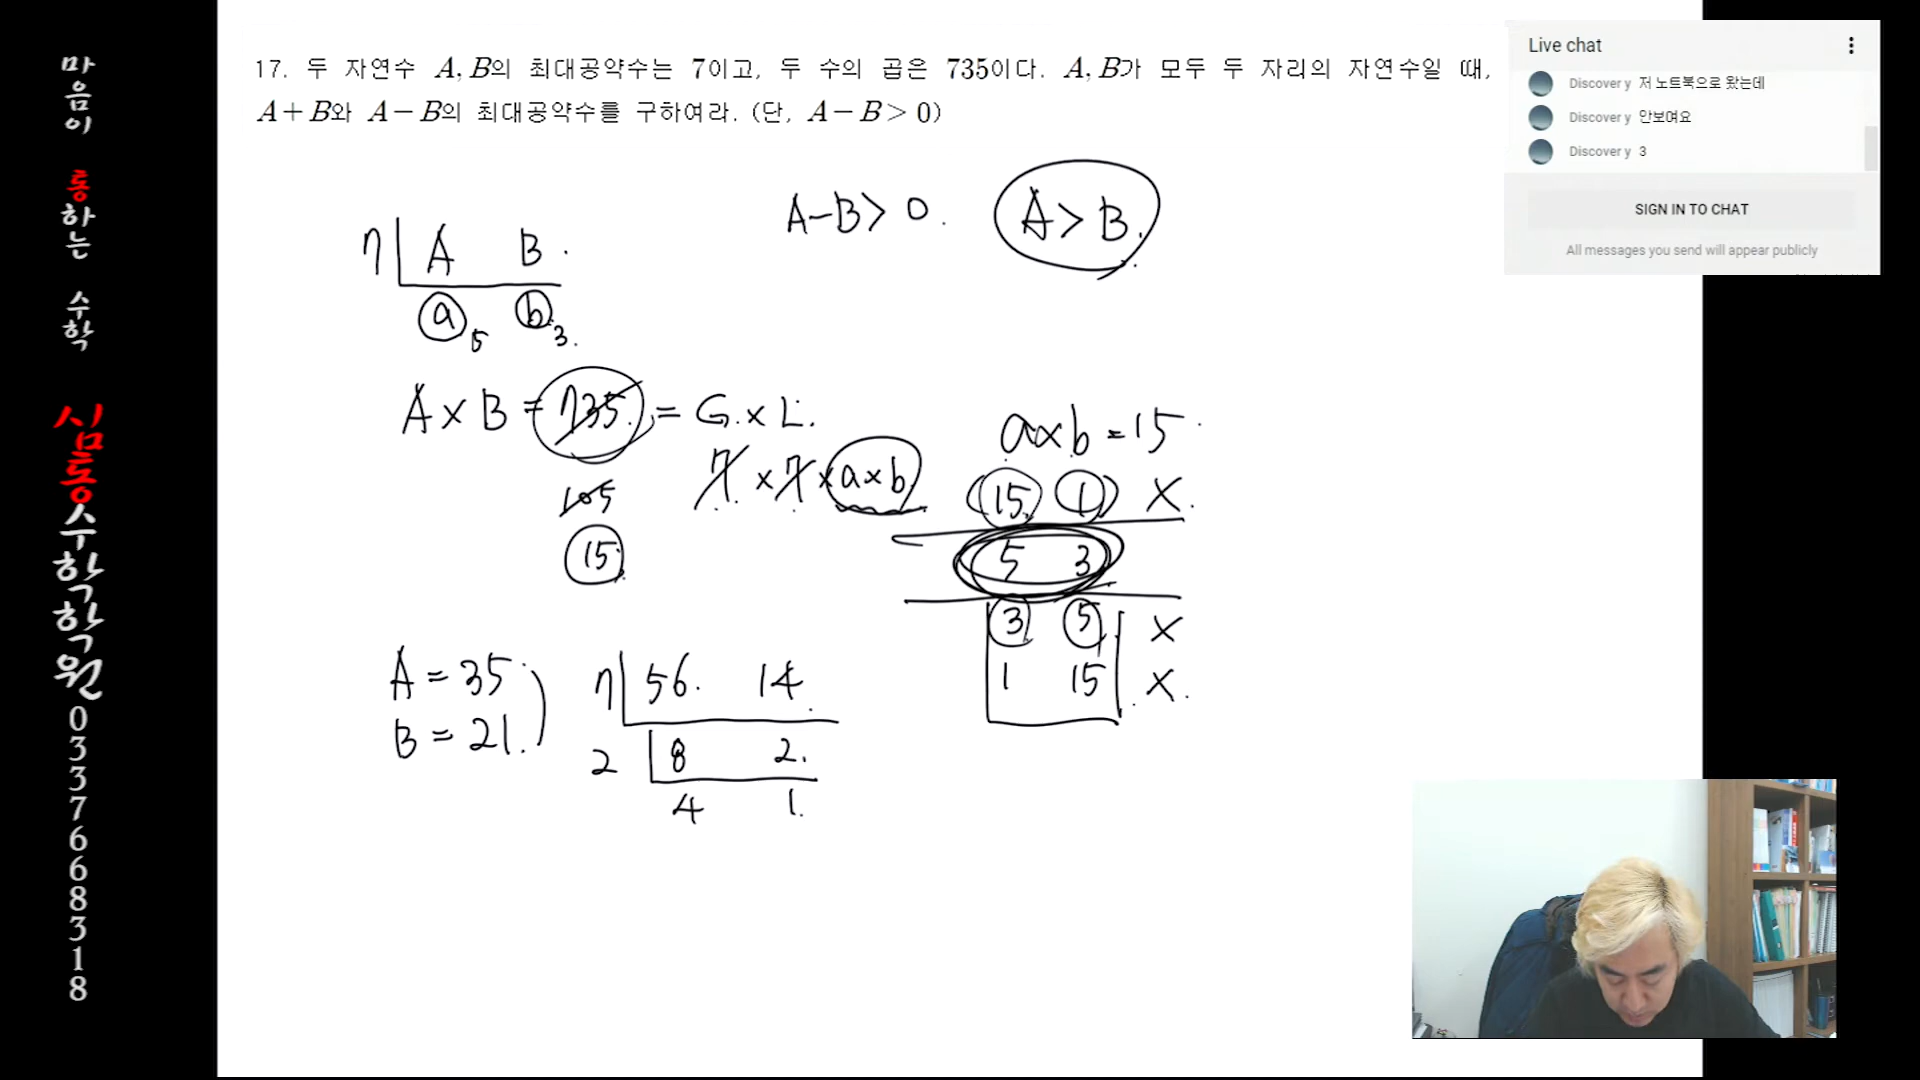 마음이 통하는 수학
심통수학학원 0337668318
17. 두 자연수 A, B의 최대공약수는 7이고, 두 수의 곱은 735이다. A, B가 모두 두 자리의 자연수일 때,
A+B와 A−B의 최대공약수를 구하여라. (단, A−B>0)
A−B>0. A>B.
7 A B.
a 5 b 3.
A×B=735=G×L.
7×7×a×b
105
15
a×b=15
(15 1) X
5 3
3 5 X
1 15 X
A=35
B=21
7 56 14
2 8 2
4 1
Live chat
Discover y 저 노트북으로 왔는데
Discover y 안보여요
Discover y 3
SIGN IN TO CHAT
All messages you send will appear publicly